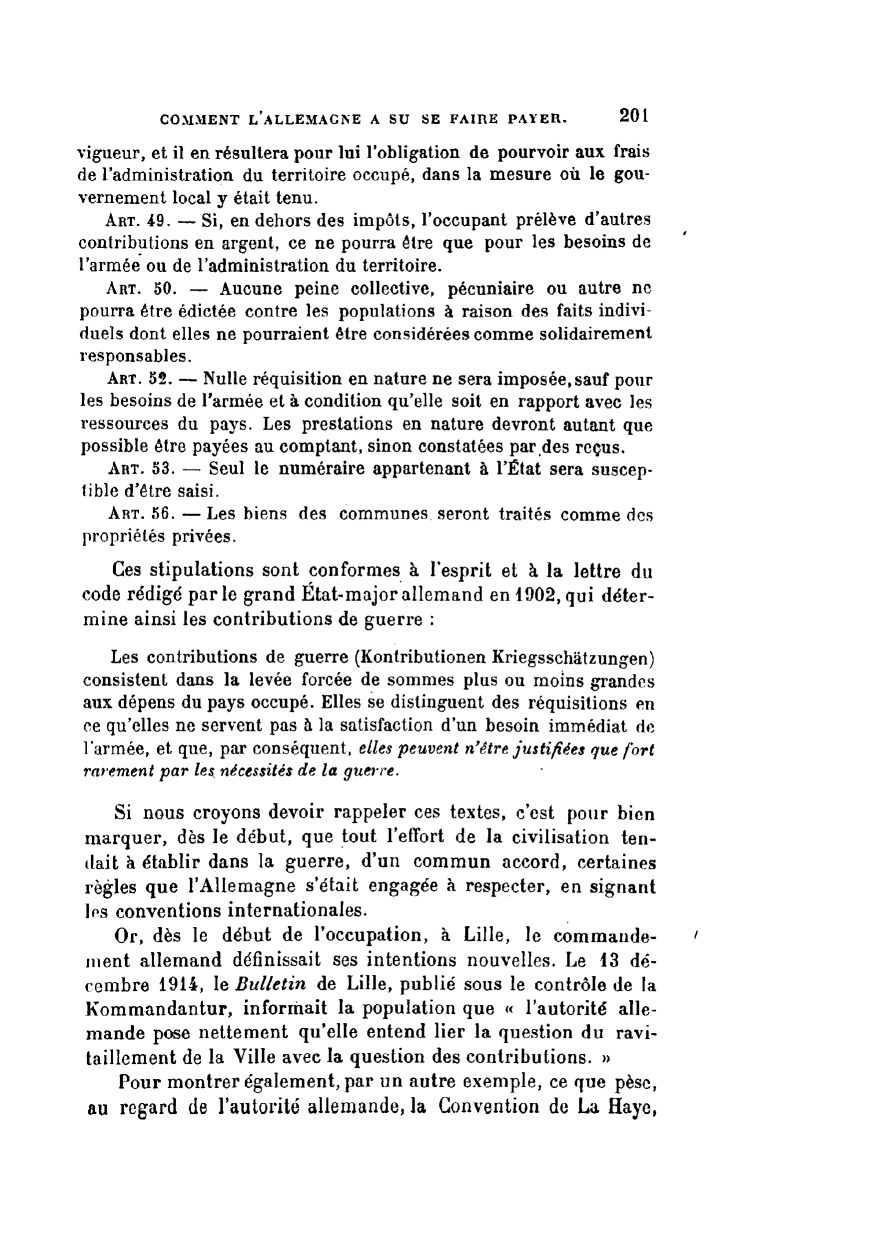 COMMENT L'ALLEMAGNE A SU SE FAIRE PAYER. 201
vigueur, et il en résultera pour lui l'obligation de pourvoir aux frais
de l'administration du territoire occupé, dans la mesure où le gou-
vernement local y était tenu.
ART. 49. — Si, en dehors des impôts, l'occupant prélève d'autres
contributions en argent, ce ne pourra être que pour les besoins de
l'armée ou de l'administration du territoire.
ART. 50. — Aucune peine collective, pécuniaire ou autre ne
pourra être édictée contre les populations à raison des faits indivi-
duels dont elles ne pourraient être considérées comme solidairement
responsables.
ART. 52. — Nulle réquisition en nature ne sera imposée, sauf pour
les besoins de l'armée et à condition qu'elle soit en rapport avec les
ressources du pays. Les prestations en nature devront autant que
possible être payées au comptant, sinon constatées par des reçus.
ART. 53. — Seul le numéraire appartenant à l'État sera suscep-
tible d'être saisi.
ART. 56. — Les biens des communes seront traités comme des
propriétés privées.
Ces stipulations sont conformes à l'esprit et à la lettre du
code rédigé par le grand État-major allemand en 1902, qui déter-
mine ainsi les contributions de guerre :
Les contributions de guerre (Kontributionen Kriegsschätzungen)
consistent dans la levée forcée de sommes plus ou moins grandes
aux dépens du pays occupé. Elles se distinguent des réquisitions en
ce qu'elles ne servent pas à la satisfaction d'un besoin immédiat de
l'armée, et que, par conséquent, elles peuvent n'être justifiées que fort
rarement par les nécessités de la guerre.
Si nous croyons devoir rappeler ces textes, c'est pour bien
marquer, dès le début, que tout l'effort de la civilisation ten-
dait à établir dans la guerre, d'un commun accord, certaines
règles que l'Allemagne s'était engagée à respecter, en signant
les conventions internationales.
Or, dès le début de l'occupation, à Lille, le commande-
ment allemand définissait ses intentions nouvelles. Le 13 dé-
cembre 1914, le Bulletin de Lille, publié sous le contrôle de la
Kommandantur, informait la population que « l'autorité alle-
mande pose nettement qu'elle entend lier la question du ravi-
taillement de la Ville avec la question des contributions. »
Pour montrer également, par un autre exemple, ce que pèse,
au regard de l'autorité allemande, la Convention de La Haye,